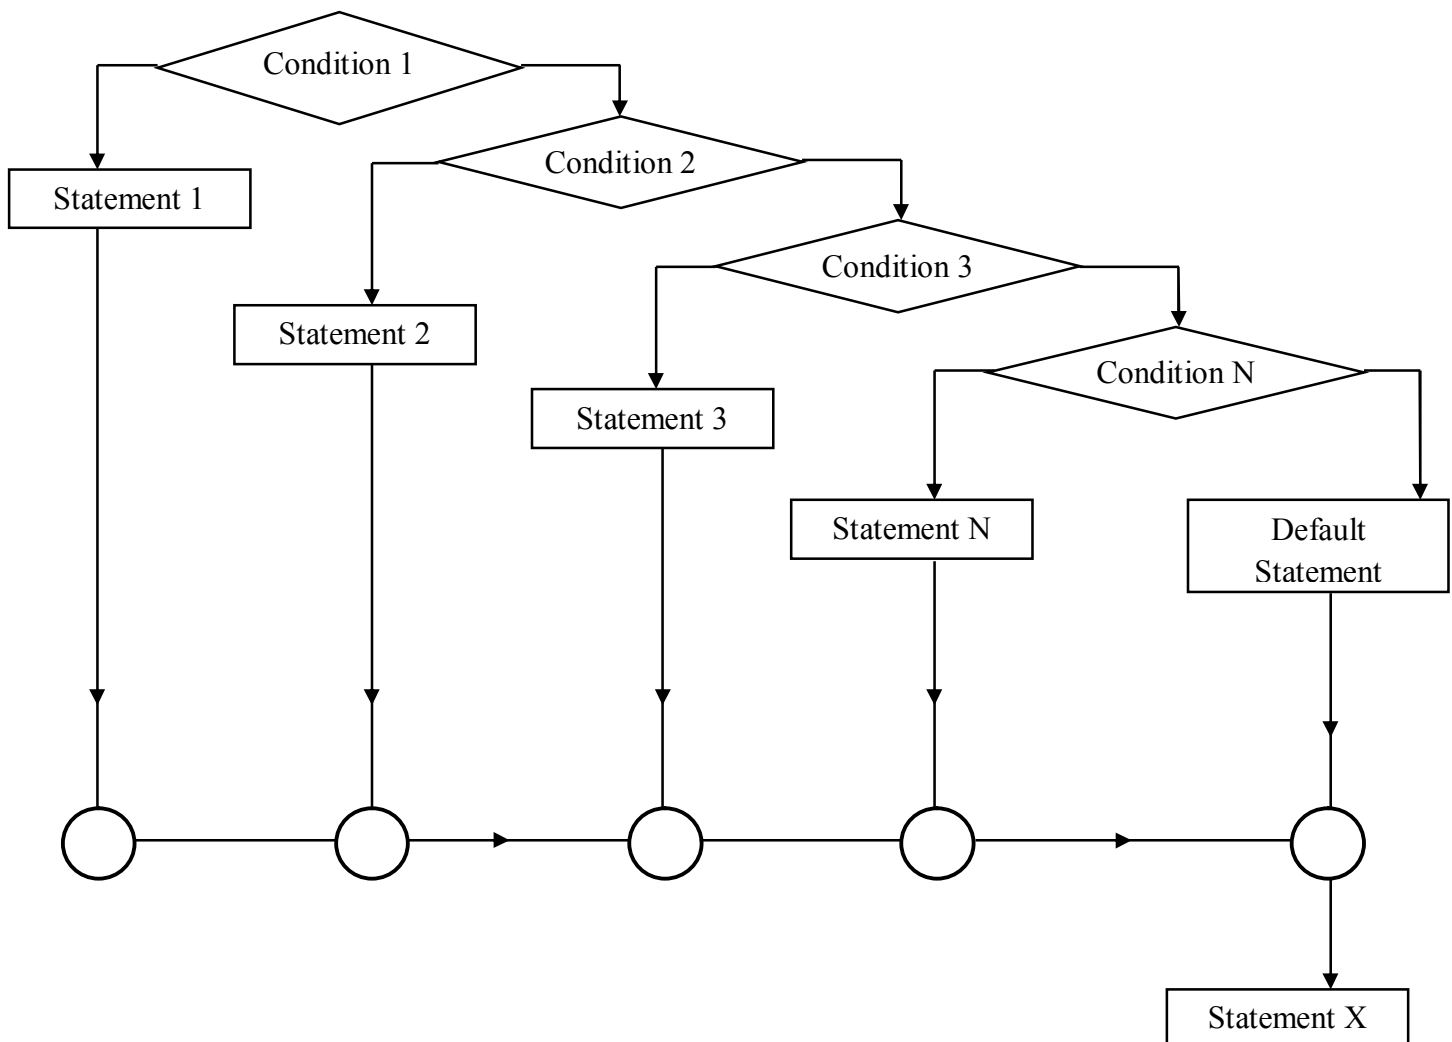 Condition 1
Condition 2
Statement 1
Condition 3
Statement 2
Condition N
Statement 3
Statement N
Default
Statement
Statement X